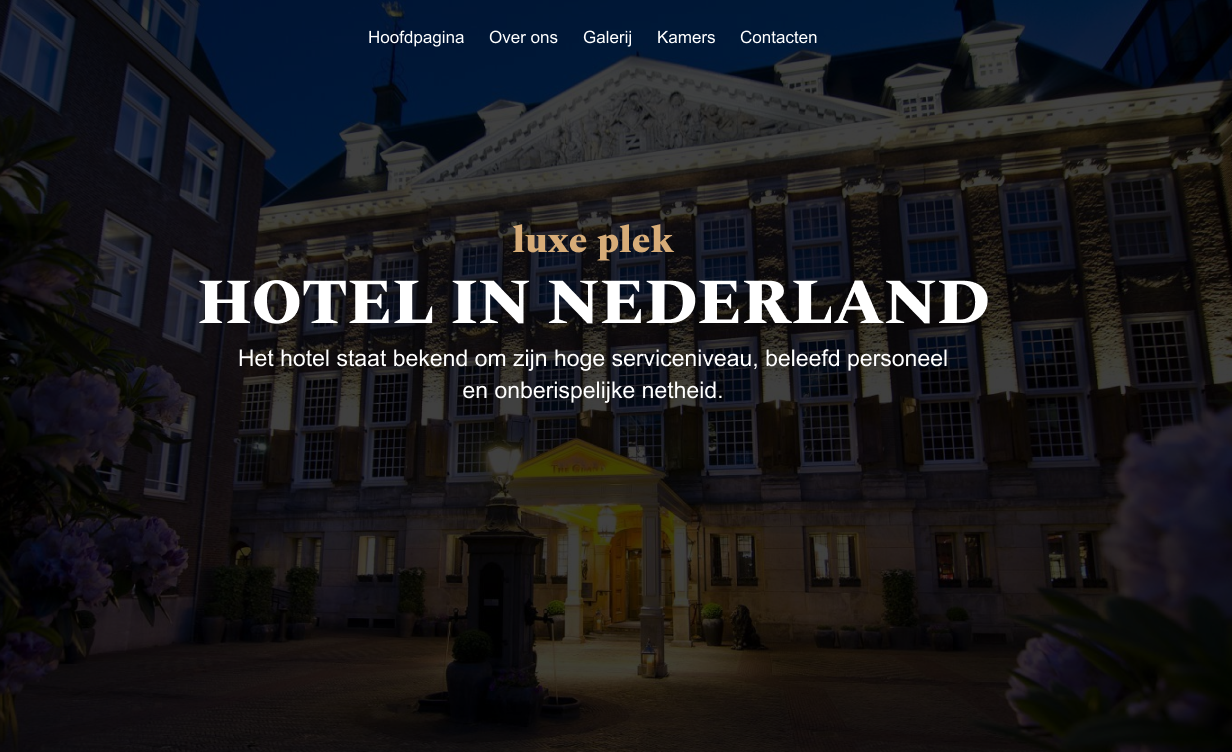 Hoofdpagina Over ons Galerij Kamers Contacten
luxe plek
HOTEL IN NEDERLAND
Het hotel staat bekend om zijn hoge serviceniveau, beleefd personeel
en onberispelijke netheid.